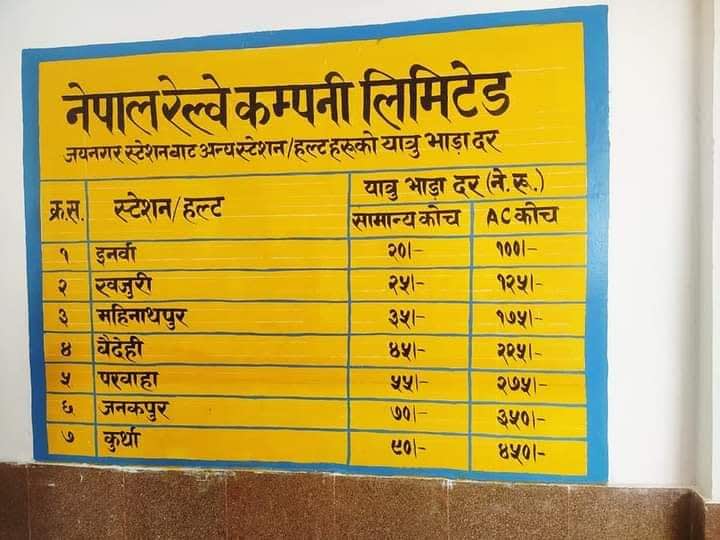 नेपाल रेल्वे कम्पनी लिमिटेड
जयनगर स्टेशनबाट अन्य स्टेशन/हल्ट हरुको यात्रु भाडा दर
क्र.स. स्टेशन/हल्ट यात्रु भाडा दर (ने.रू.)
सामान्य कोच AC कोच
१ इनर्वा २०।- १००।-
२ खजुरी २५।- १२५।-
३ महिनाथपुर ३५।- १७५।-
४ वैदेही ४५।- २२५।-
५ परवाहा ५५।- २७५।-
६ जनकपुर ७०।- ३५०।-
७ कुर्था ९०।- ४५०।-